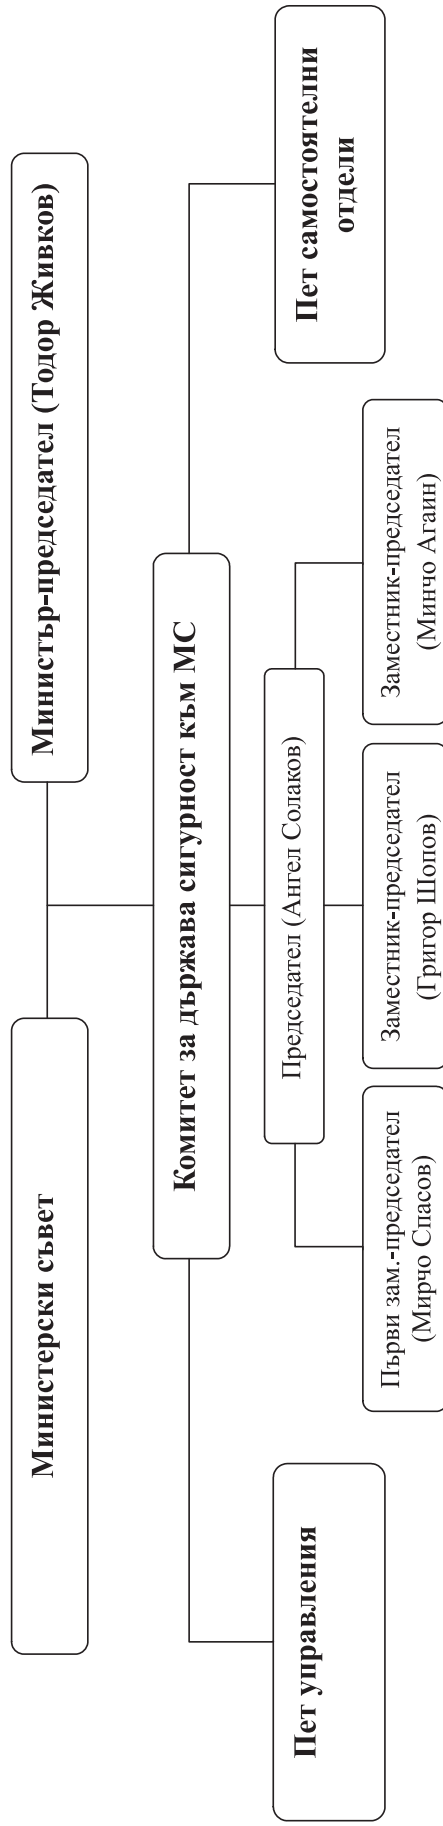 Министерски съвет
Министър-председател (Тодор Живков)
Комитет за държава сигурност към МС
Пет управления
Председател (Ангел Солаков)
Пет самостоятелни
отдели
Първи зам.-председател
(Мирчо Спасов)
Заместник-председател
(Григор Шопов)
Заместник-председател
(Минчо Агаин)